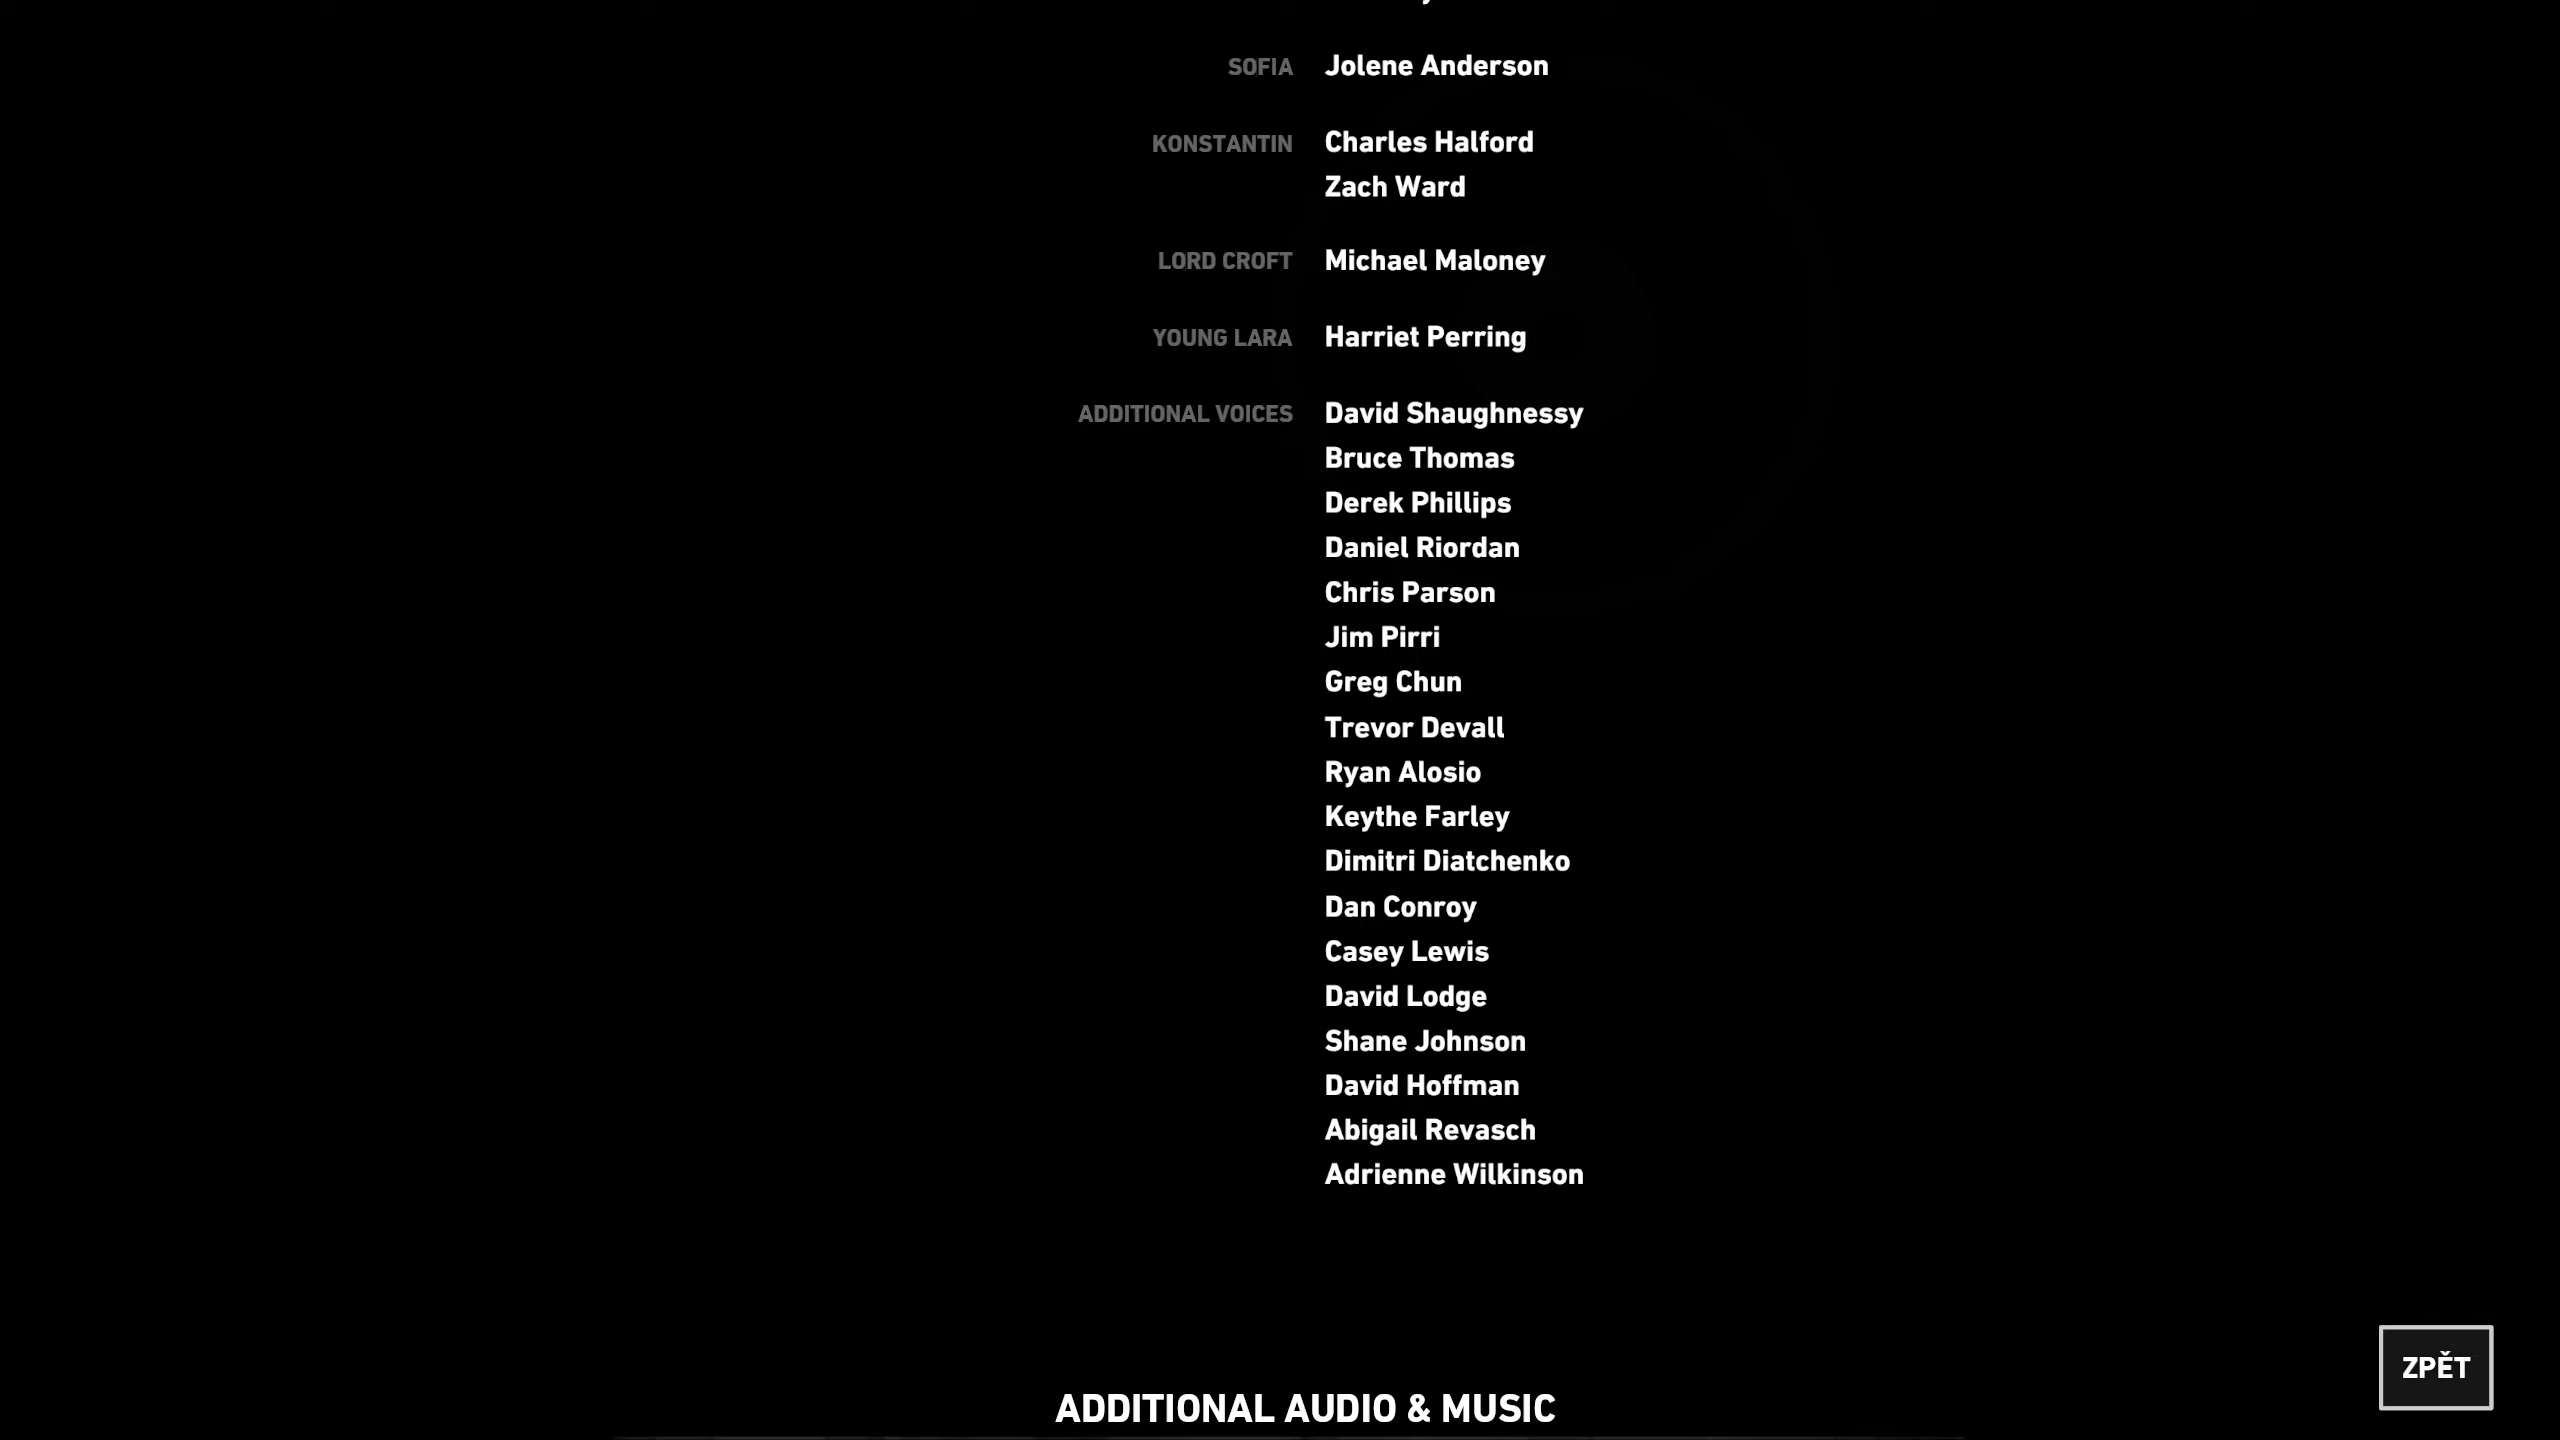 SOFIA Jolene Anderson
KONSTANTIN Charles Halford
Zach Ward
LORD CROFT Michael Maloney
YOUNG LARA Harriet Perring
ADDITIONAL VOICES David Shaughnessy
Bruce Thomas
Derek Phillips
Daniel Riordan
Chris Parson
Jim Pirri
Greg Chun
Trevor Devall
Ryan Alosio
Keythe Farley
Dimitri Diatchenko
Dan Conroy
Casey Lewis
David Lodge
Shane Johnson
David Hoffman
Abigail Revasch
Adrienne Wilkinson
ZPĚT
ADDITIONAL AUDIO & MUSIC